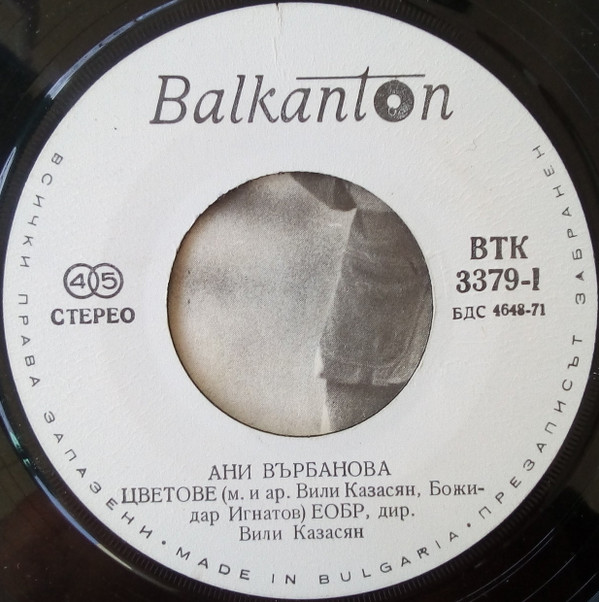 Balkanton
ВТК
3379-I
БДС 4648-71
45
СТЕРЕО
АНИ ВЪРБАНОВА
ЦВЕТОВЕ (м. и ар. Вили Казасян, Божи-
дар Игнатов) ЕОБР, дир.
Вили Казасян
ВСИЧКИ ПРАВА ЗАПАЗЕНИ • MADE IN BULGARIA • ПРЕЗАПИСЪТ ЗАБРАНЕН